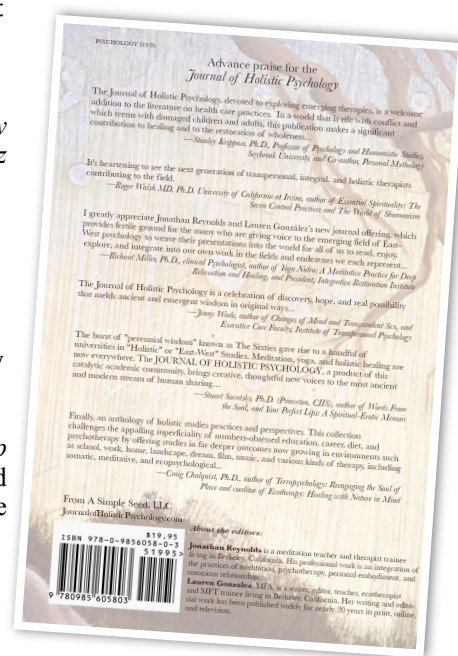 :
y
z
y
p
d
e
PSYCHOLOGY $19.95
Advance praise for the
Journal of Holistic Psychology
The Journal of Holistic Psychology, devoted to exploring emerging therapies, is a welcome
addition to the literature on health care practices. In a world that is rife with conflict and
which teems with damaged children and adults, this publication makes a significant
contribution to healing and to the restoration of wholeness...
—Stanley Krippner, Ph.D., Professor of Psychology and Humanistic Studies,
Saybrook University, and Co-author, Personal Mythology
It's heartening to see the next generation of transpersonal, integral, and holistic therapists
contributing to the field.
—Roger Walsh MD, Ph.D. University of California at Irvine, author of Essential Spirituality: The
Seven Central Practices and The World of Shamanism
I greatly appreciate Jonathan Reynolds and Lauren González's new journal offering, which
provides fertile ground for the many who are giving voice to the emerging field of East-
West psychology to weave their presentations into the world for all of us to read, enjoy,
explore, and integrate into our own work in the fields and endeavors we each represent...
—Richard Miller, Ph.D., clinical Psychologist, author of Yoga Nidra: A Meditative Practice for Deep
Relaxation and Healing, and President, Integrative Restoration Institute
The Journal of Holistic Psychology is a celebration of discovery, hope, and real possibility
that melds ancient and emergent wisdom in original ways...
—Jenny Wade, author of Changes of Mind and Transcendent Sex, and
Executive Core Faculty, Institute of Transpersonal Psychology
The burst of "perennial wisdom" known as The Sixties gave rise to a handful of
universities in "Holistic" or "East-West" Studies. Meditation, yoga, and holistic healing are
now everywhere. The JOURNAL OF HOLISTIC PSYCHOLOGY, a product of this
catalytic academic community, brings creative, thoughtful new voices to the most ancient
and modern stream of human sharing…
—Stuart Sovatsky, Ph.D. (Princeton, CIIS), author of Words From
the Soul, and Your Perfect Lips: A Spiritual-Erotic Memoir
Finally, an anthology of holistic studies practices and perspectives. This collection
challenges the appalling superficiality of numbers-obsessed education, career, diet, and
psychotherapy by offering studies in far deeper outcomes now growing in environments such
as school, work, home, landscape, dream, film, music, and various kinds of therapy, including
somatic, meditative, and ecopsychological...
—Craig Chalquist, Ph.D., author of Terrapsychology: Reengaging the Soul of
Place and coeditor of Ecotherapy: Healing with Nature in Mind
From A Simple Seed, LLC
JournalofHolisticPsychology.com
$19.95
ISBN 978-0-9856058-0-3
51995>
9 780985 605803
About the editors:
Jonathan Reynolds is a meditation teacher and therapist trainee
living in Berkeley, California. His professional work is an integration of
the practices of meditation, psychotherapy, personal embodiment, and
conscious relationship.
Lauren Gonzalez, MFA, is a writer, editor, teacher, ecotherapist
and MFT trainee living in Berkeley, California. Her writing and edito-
rial work has been published widely for nearly 20 years in print, online,
and television.